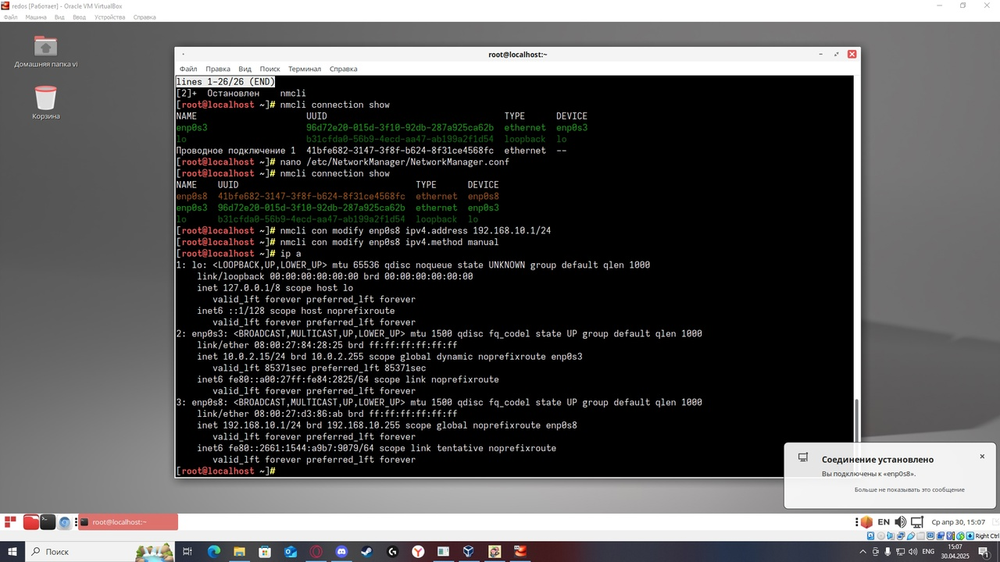 redos [Работает] - Oracle VM VirtualBox
Файл Машина Вид Ввод Устройства Справка
Домашняя папка vi
Корзина
root@localhost:~
Файл Правка Вид Поиск Терминал Справка
lines 1-26/26 (END)
[2]+  Остановлен    nmcli
[root@localhost ~]# nmcli connection show
NAME                     UUID                                  TYPE      DEVICE
enp0s3                   96d72e20-015d-3f10-92db-287a925ca62b  ethernet  enp0s3
lo                       b31cfda0-56b9-4ecd-aa47-ab199a2f1d54  loopback  lo
Проводное подключение 1  41bfe682-3147-3f8f-b624-8f31ce4568fc  ethernet  --
[root@localhost ~]# nano /etc/NetworkManager/NetworkManager.conf
[root@localhost ~]# nmcli connection show
NAME    UUID                                  TYPE      DEVICE
enp0s8  41bfe682-3147-3f8f-b624-8f31ce4568fc  ethernet  enp0s8
enp0s3  96d72e20-015d-3f10-92db-287a925ca62b  ethernet  enp0s3
lo      b31cfda0-56b9-4ecd-aa47-ab199a2f1d54  loopback  lo
[root@localhost ~]# nmcli con modify enp0s8 ipv4.address 192.168.10.1/24
[root@localhost ~]# nmcli con modify enp0s8 ipv4.method manual
[root@localhost ~]# ip a
1: lo: <LOOPBACK,UP,LOWER_UP> mtu 65536 qdisc noqueue state UNKNOWN group default qlen 1000
    link/loopback 00:00:00:00:00:00 brd 00:00:00:00:00:00
    inet 127.0.0.1/8 scope host lo
       valid_lft forever preferred_lft forever
    inet6 ::1/128 scope host noprefixroute
       valid_lft forever preferred_lft forever
2: enp0s3: <BROADCAST,MULTICAST,UP,LOWER_UP> mtu 1500 qdisc fq_codel state UP group default qlen 1000
    link/ether 08:00:27:84:28:25 brd ff:ff:ff:ff:ff:ff
    inet 10.0.2.15/24 brd 10.0.2.255 scope global dynamic noprefixroute enp0s3
       valid_lft 85371sec preferred_lft 85371sec
    inet6 fe80::a00:27ff:fe84:2825/64 scope link noprefixroute
       valid_lft forever preferred_lft forever
3: enp0s8: <BROADCAST,MULTICAST,UP,LOWER_UP> mtu 1500 qdisc fq_codel state UP group default qlen 1000
    link/ether 08:00:27:d3:86:ab brd ff:ff:ff:ff:ff:ff
    inet 192.168.10.1/24 brd 192.168.10.255 scope global noprefixroute enp0s8
       valid_lft forever preferred_lft forever
    inet6 fe80::2661:1544:a9b7:9079/64 scope link tentative noprefixroute
       valid_lft forever preferred_lft forever
[root@localhost ~]#
Соединение установлено
Вы подключены к «enp0s8».
Больше не показывать это сообщение
root@localhost:~
EN
Ср апр 30, 15:07
Right Ctrl
Поиск
ENG
15:07
30.04.2025